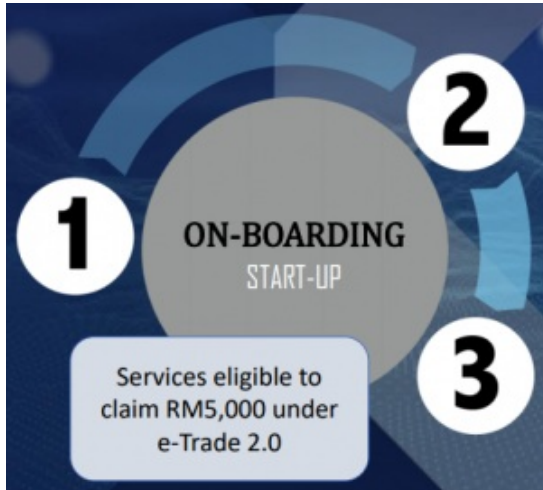 1
2
ON-BOARDING
START-UP
3
Services eligible to
claim RM5,000 under
e-Trade 2.0